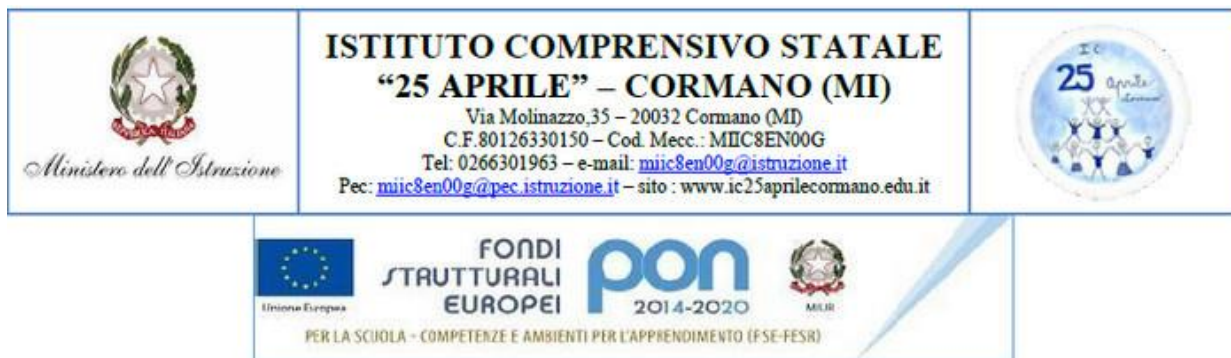 Ministero dell'Istruzione
ISTITUTO COMPRENSIVO STATALE
“25 APRILE” – CORMANO (MI)
Via Molinazzo,35 – 20032 Cormano (MI)
C.F.80126330150 – Cod. Mecc.: MIIC8EN00G
Tel: 0266301963 – e-mail: miic8en00g@istruzione.it
Pec: miic8en00g@pec.istruzione.it – sito : www.ic25aprilecormano.edu.it
I C
25 aprile
Cormano
Unione Europea
FONDI
STRUTTURALI
EUROPEI
pon
2014-2020
MIUR
PER LA SCUOLA - COMPETENZE E AMBIENTI PER L'APPRENDIMENTO (FSE-FESR)